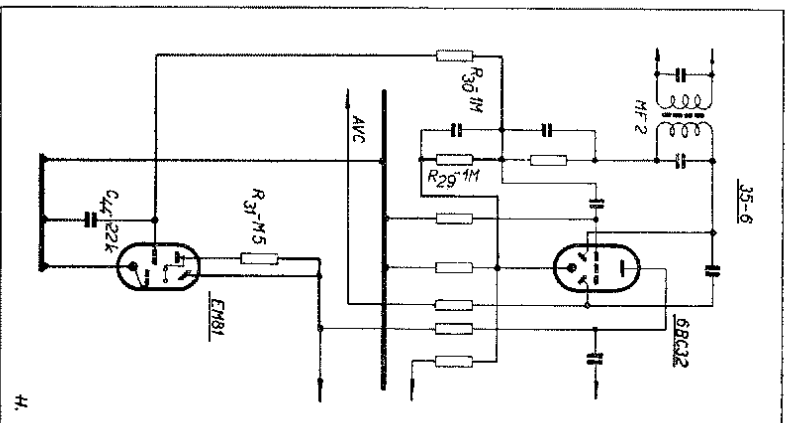 35-6
MF 2
6BC32
R30-1M
R29-1M
AVC
R31-M5
C44-22k
EM81
H.